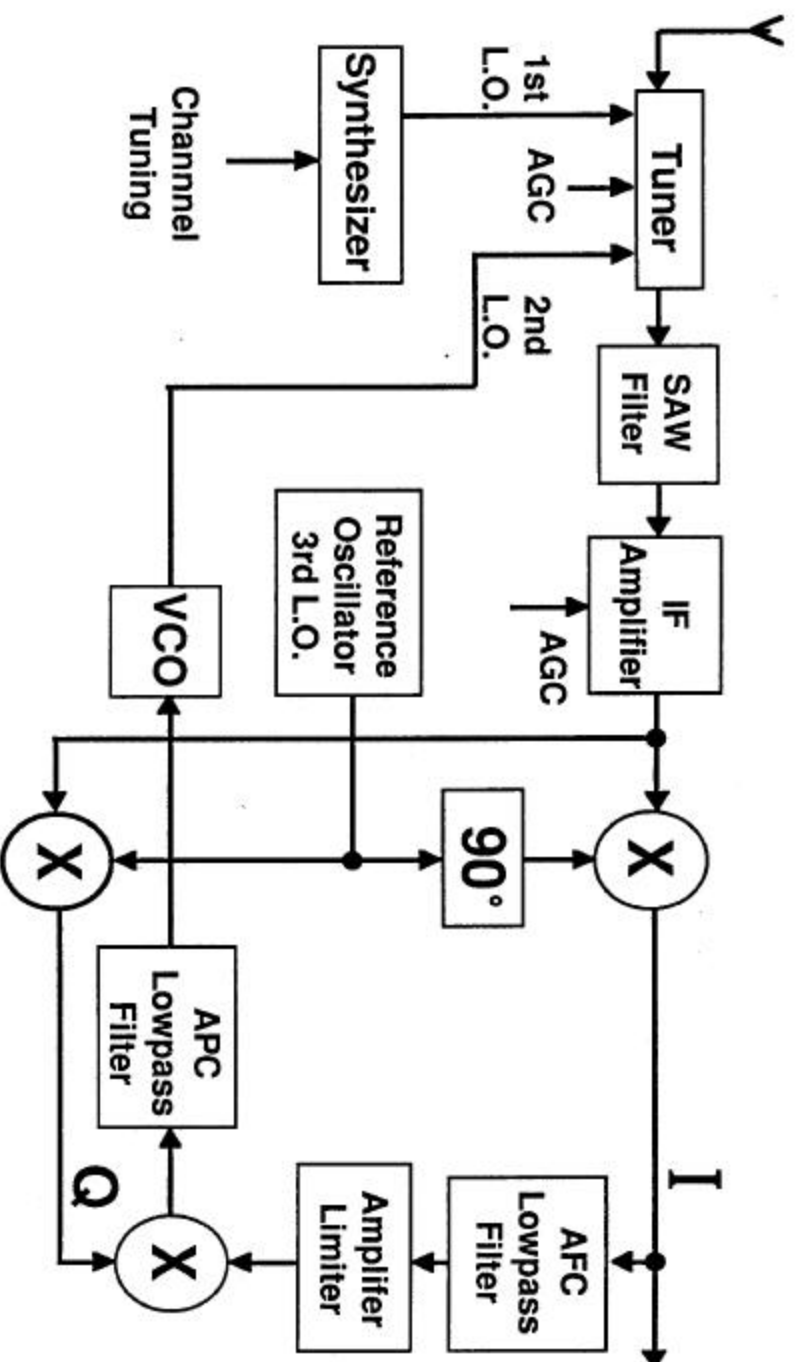 Tuner
SAW
Filter
IF
Amplifier
I
1st
L.O.
AGC
2nd
L.O.
AGC
90°
X
AFC
Lowpass
Filter
Synthesizer
Reference
Oscillator
3rd L.O.
Amplifer
Limiter
Channnel
Tuning
VCO
APC
Lowpass
Filter
X
X
Q